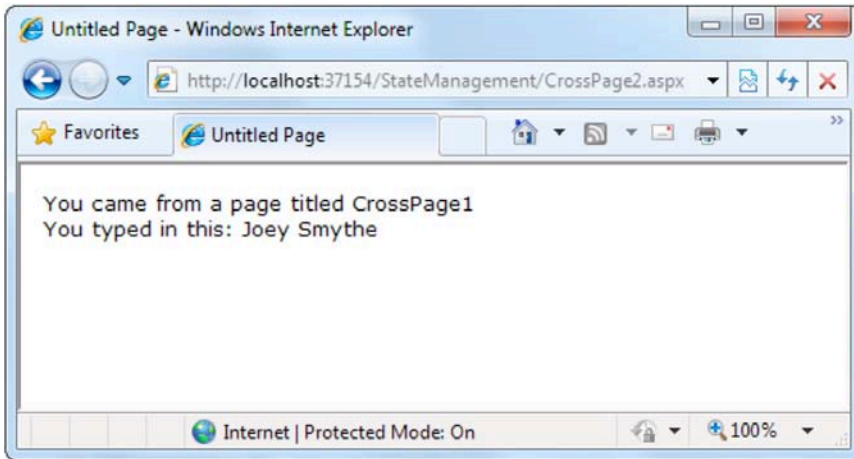 Untitled Page - Windows Internet Explorer
http://localhost:37154/StateManagement/CrossPage2.aspx
Favorites
Untitled Page
You came from a page titled CrossPage1
You typed in this: Joey Smythe
Internet | Protected Mode: On
100%